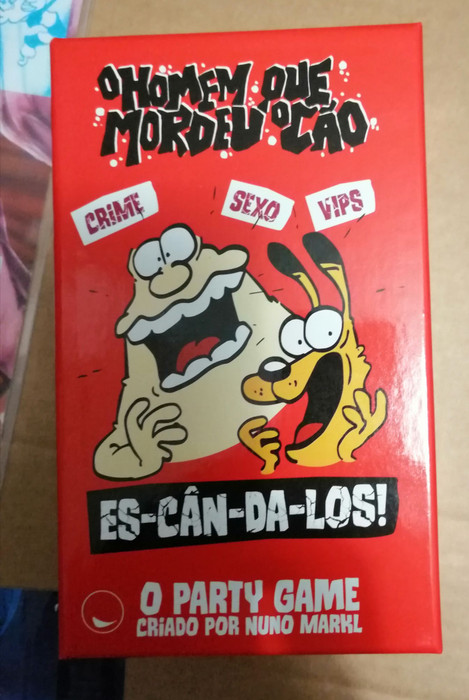 O HOMEM QUE
MORDEU O CÃO
CRIME
SEXO
VIPS
ES-CÂN-DA-LOS!
O PARTY GAME
CRIADO POR NUNO MARKL